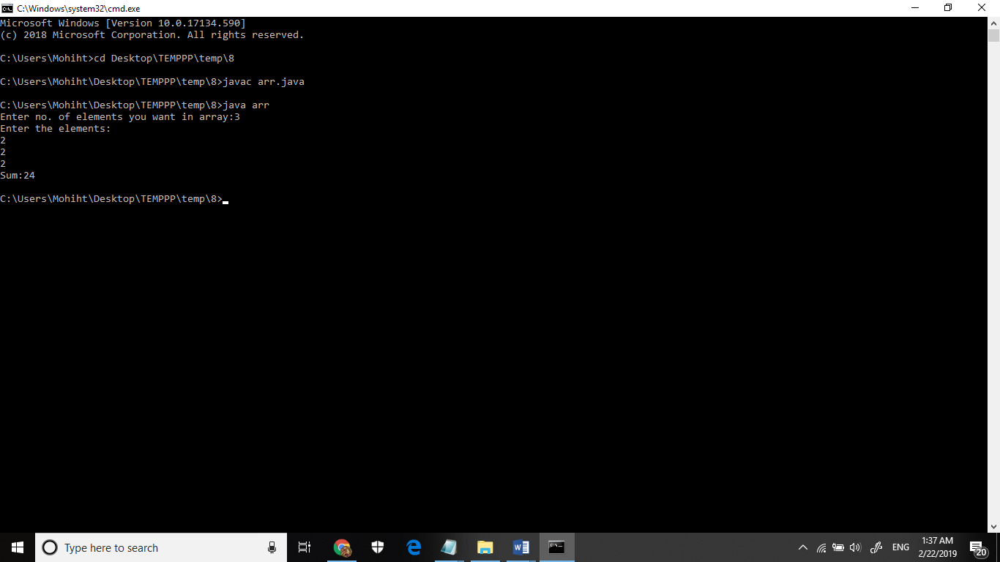 C:\Windows\system32\cmd.exe
Microsoft Windows [Version 10.0.17134.590]
(c) 2018 Microsoft Corporation. All rights reserved.
C:\Users\Mohiht>cd Desktop\TEMPPP\temp\8
C:\Users\Mohiht\Desktop\TEMPPP\temp\8>javac arr.java
C:\Users\Mohiht\Desktop\TEMPPP\temp\8>java arr
Enter no. of elements you want in array:3
Enter the elements:
2
2
2
Sum:24
C:\Users\Mohiht\Desktop\TEMPPP\temp\8>
Type here to search
ENG
1:37 AM
2/22/2019
20